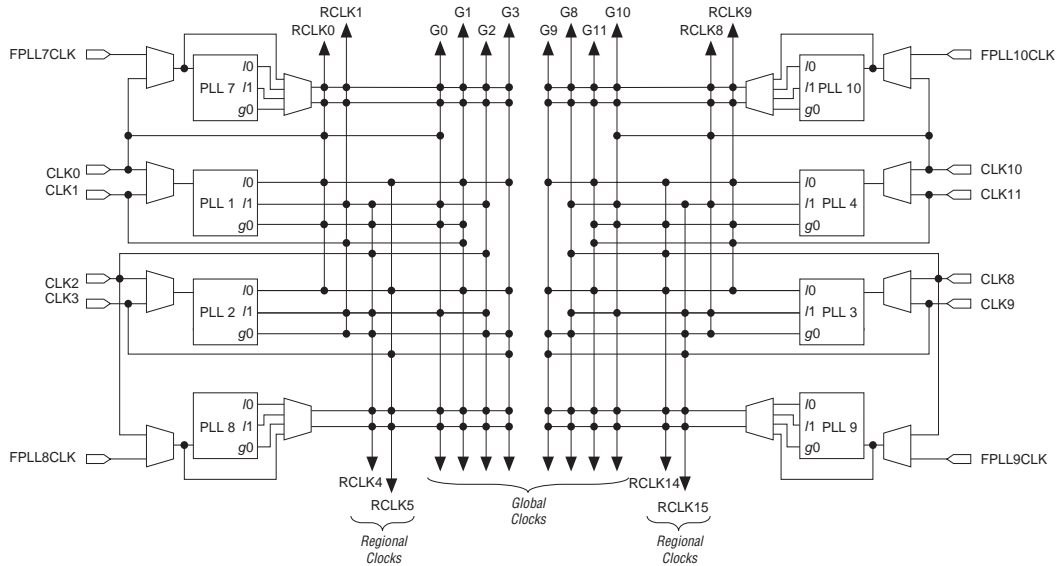 RCLK1 G1 G3 G8 G10 RCLK9
RCLK0 G0 G2 G9 G11 RCLK8
FPLL7CLK
l0
PLL 7 l1
g0
l0
l1 PLL 10
g0
FPLL10CLK
CLK0
CLK1
l0
PLL 1 l1
g0
l0
l1 PLL 4
g0
CLK10
CLK11
CLK2
CLK3
l0
PLL 2 l1
g0
l0
l1 PLL 3
g0
CLK8
CLK9
FPLL8CLK
l0
PLL 8 l1
g0
l0
l1 PLL 9
g0
FPLL9CLK
RCLK4
RCLK5
Regional
Clocks
Global
Clocks
RCLK14
RCLK15
Regional
Clocks